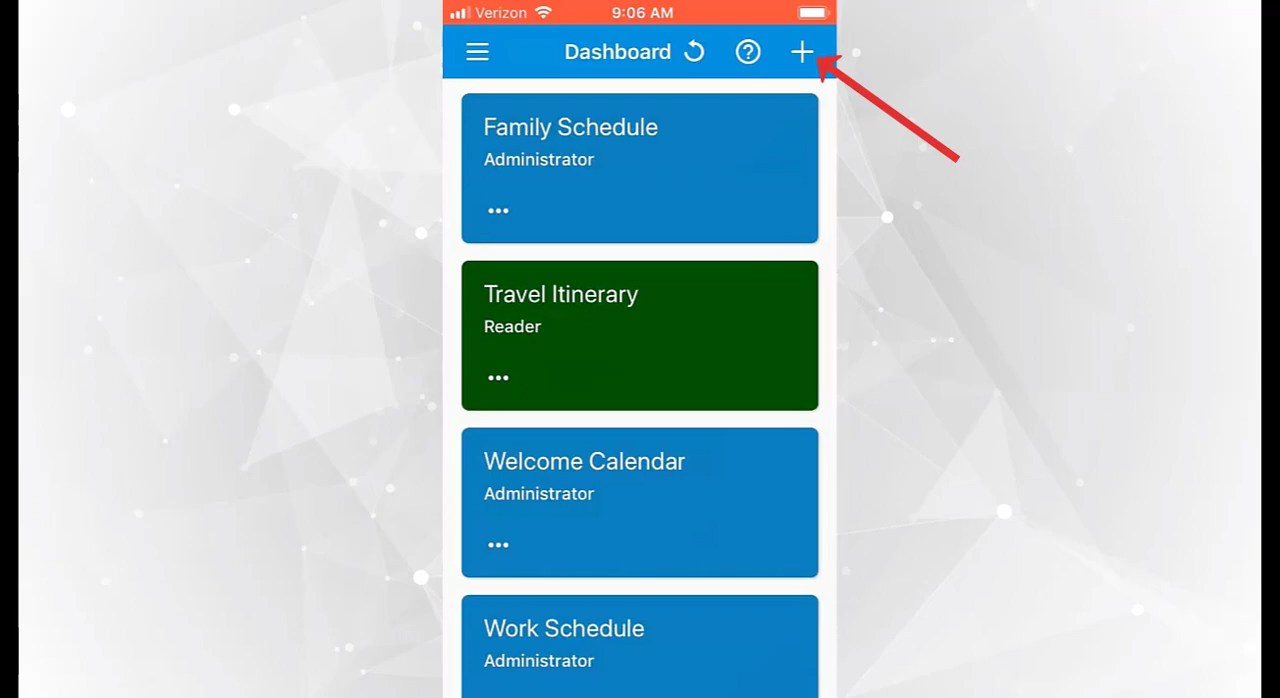 Verizon 9:06 AM
Dashboard
Family Schedule
Administrator
Travel Itinerary
Reader
Welcome Calendar
Administrator
Work Schedule
Administrator